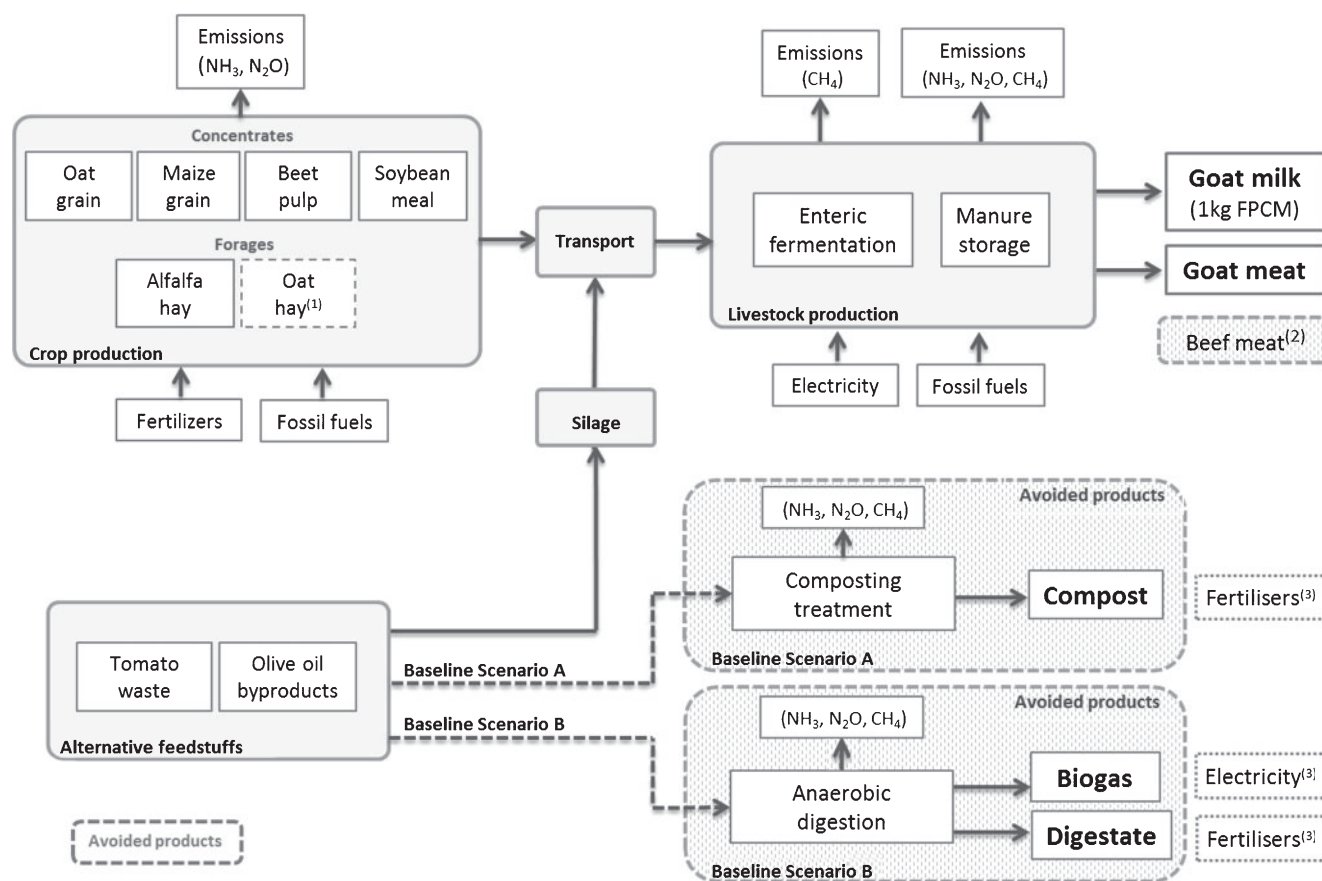 Emissions
(NH₃, N₂O)
Concentrates
Oat
grain
Maize
grain
Beet
pulp
Soybean
meal
Forages
Alfalfa
hay
Oat
hay⁽¹⁾
Crop production
Fertilizers
Fossil fuels
Transport
Silage
Emissions
(CH₄)
Emissions
(NH₃, N₂O, CH₄)
Enteric
fermentation
Manure
storage
Livestock production
Electricity
Fossil fuels
Goat milk
(1kg FPCM)
Goat meat
Beef meat⁽²⁾
Tomato
waste
Olive oil
byproducts
Alternative feedstuffs
Baseline Scenario A
Baseline Scenario B
Avoided products
(NH₃, N₂O, CH₄)
Composting
treatment
Compost
Fertilisers⁽³⁾
Baseline Scenario A
Avoided products
(NH₃, N₂O, CH₄)
Anaerobic
digestion
Biogas
Electricity⁽³⁾
Digestate
Fertilisers⁽³⁾
Baseline Scenario B
Avoided products